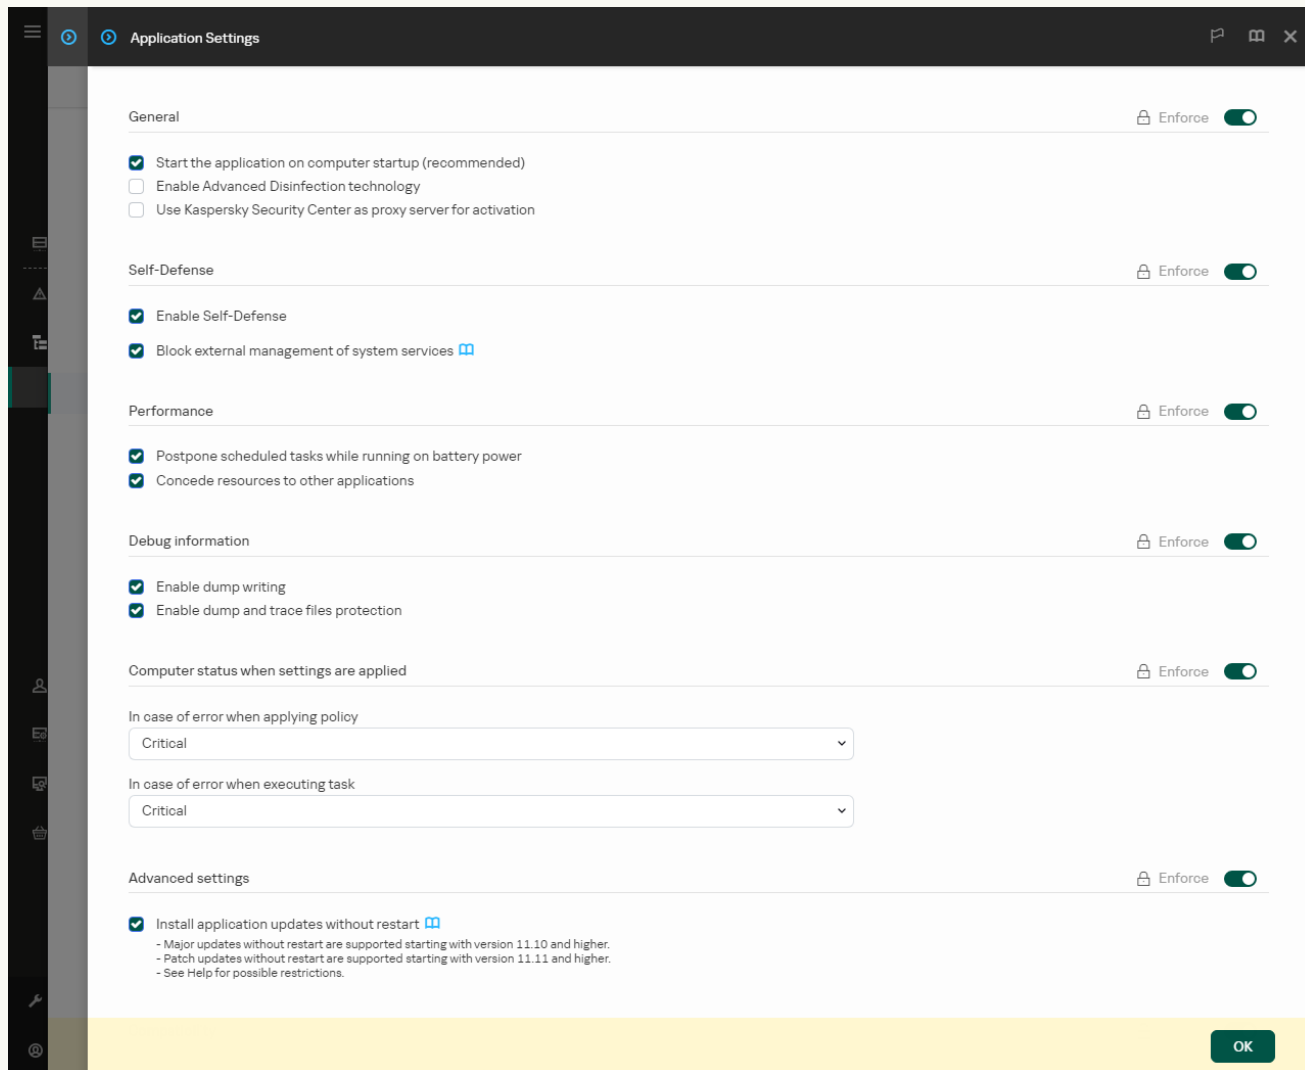 Application Settings
General
Enforce
Start the application on computer startup (recommended)
Enable Advanced Disinfection technology
Use Kaspersky Security Center as proxy server for activation
Self-Defense
Enforce
Enable Self-Defense
Block external management of system services
Performance
Enforce
Postpone scheduled tasks while running on battery power
Concede resources to other applications
Debug information
Enforce
Enable dump writing
Enable dump and trace files protection
Computer status when settings are applied
Enforce
In case of error when applying policy
Critical
In case of error when executing task
Critical
Advanced settings
Enforce
Install application updates without restart
- Major updates without restart are supported starting with version 11.10 and higher.
- Patch updates without restart are supported starting with version 11.11 and higher.
- See Help for possible restrictions.
OK